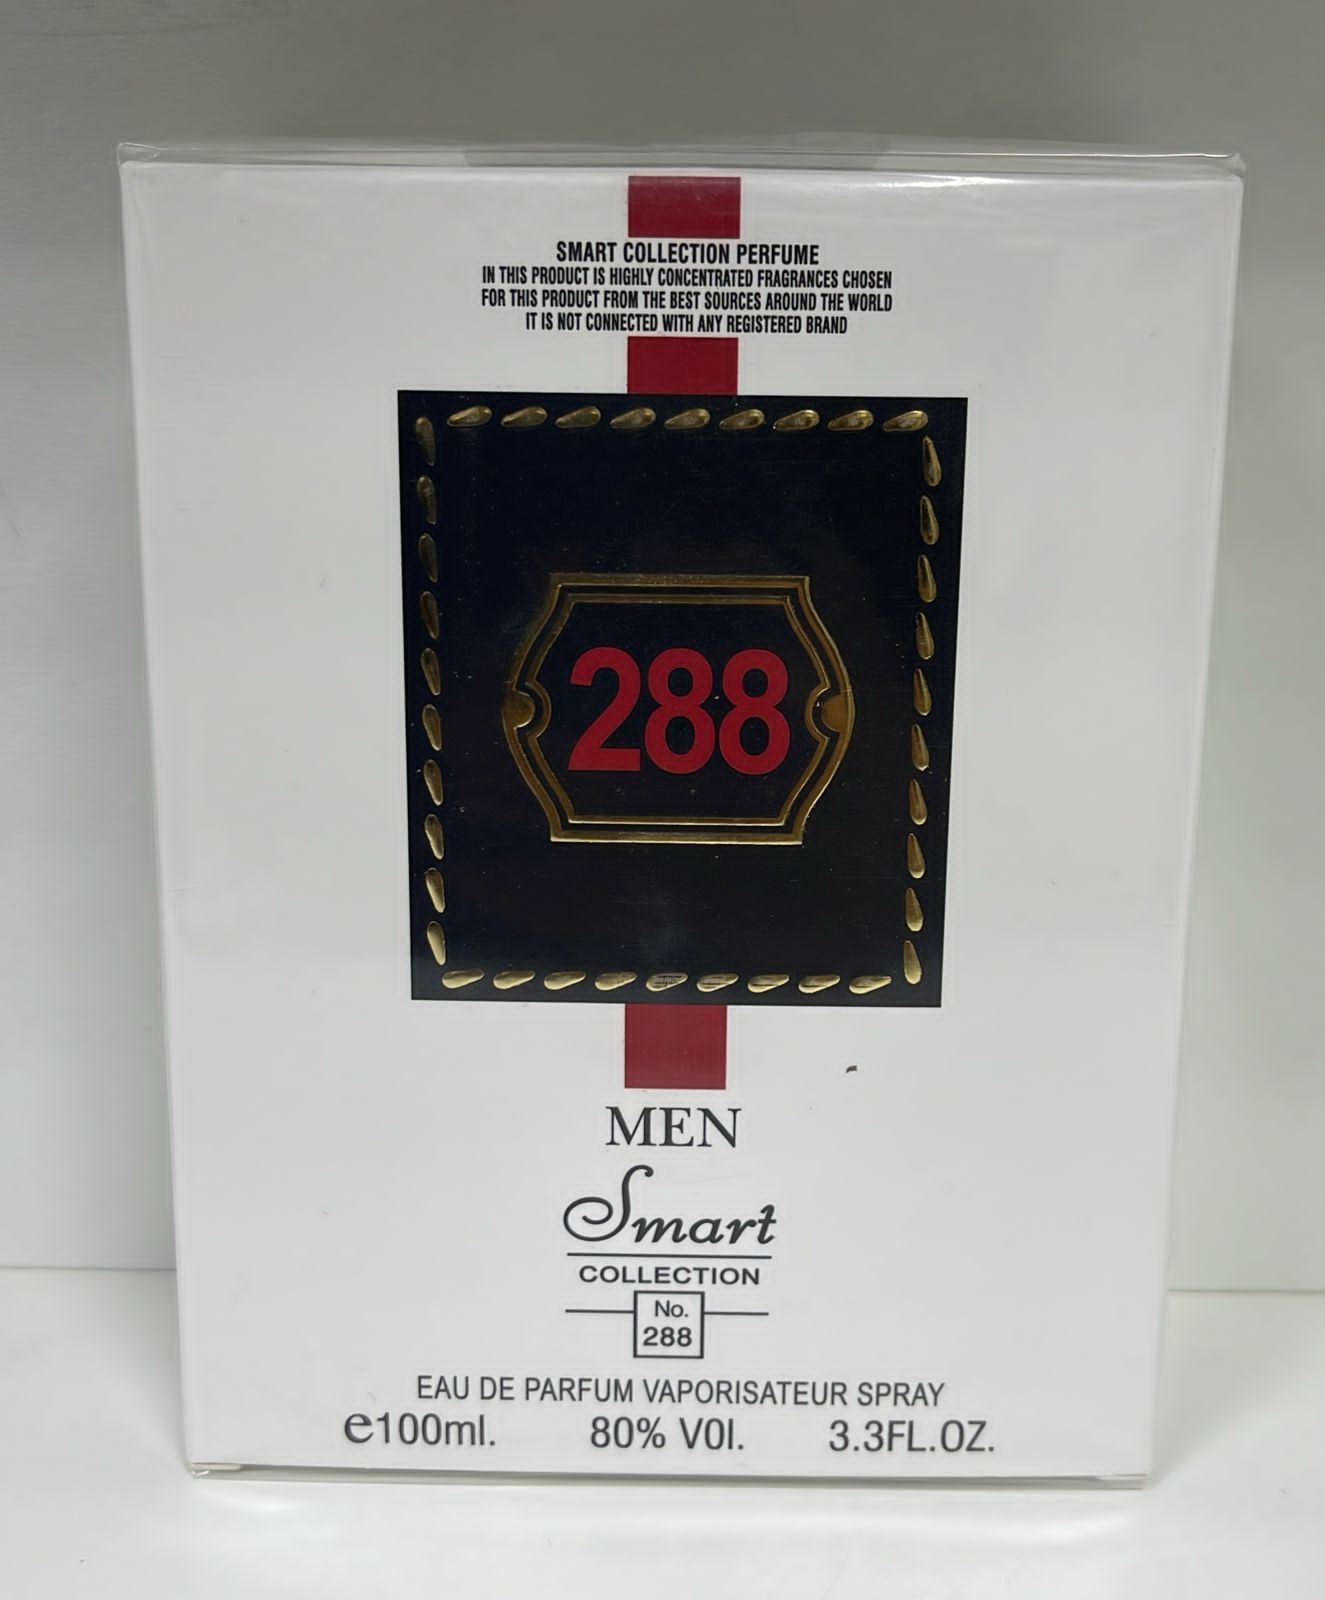 SMART COLLECTION PERFUME
IN THIS PRODUCT IS HIGHLY CONCENTRATED FRAGRANCES CHOSEN
FOR THIS PRODUCT FROM THE BEST SOURCES AROUND THE WORLD
IT IS NOT CONNECTED WITH ANY REGISTERED BRAND
288
MEN
Smart
COLLECTION
No.
288
EAU DE PARFUM VAPORISATEUR SPRAY
e100ml. 80% VOl. 3.3FL.OZ.